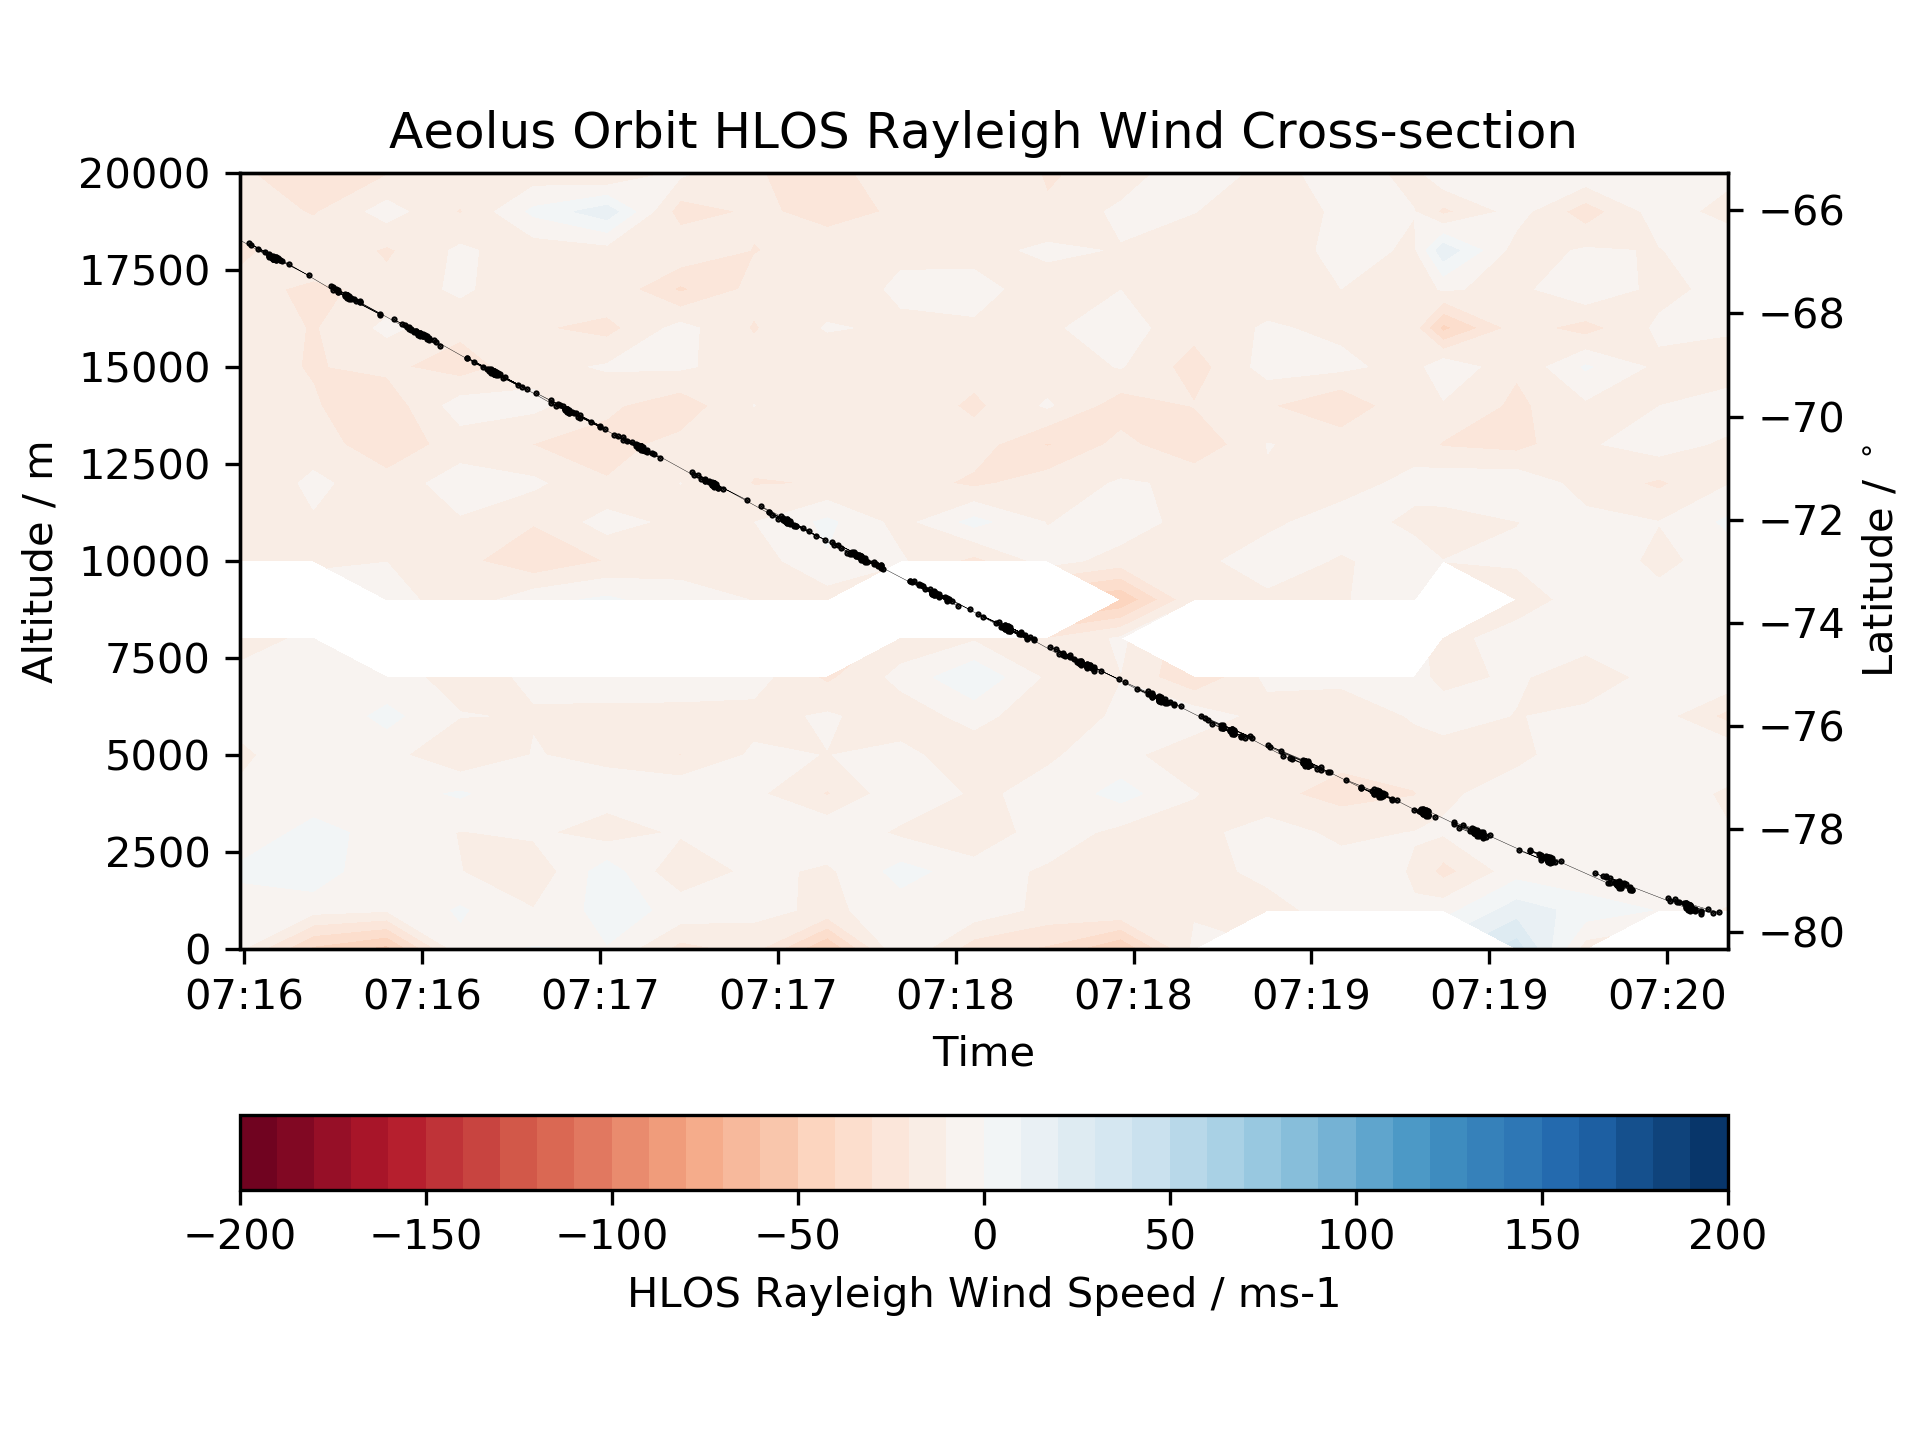 Aeolus Orbit HLOS Rayleigh Wind Cross-section
20000
17500
15000
12500
10000
7500
5000
2500
0
Altitude / m
−66
−68
−70
−72
−74
−76
−78
−80
Latitude / °
07:16 07:16 07:17 07:17 07:18 07:18 07:19 07:19 07:20
Time
−200 −150 −100 −50 0 50 100 150 200
HLOS Rayleigh Wind Speed / ms-1